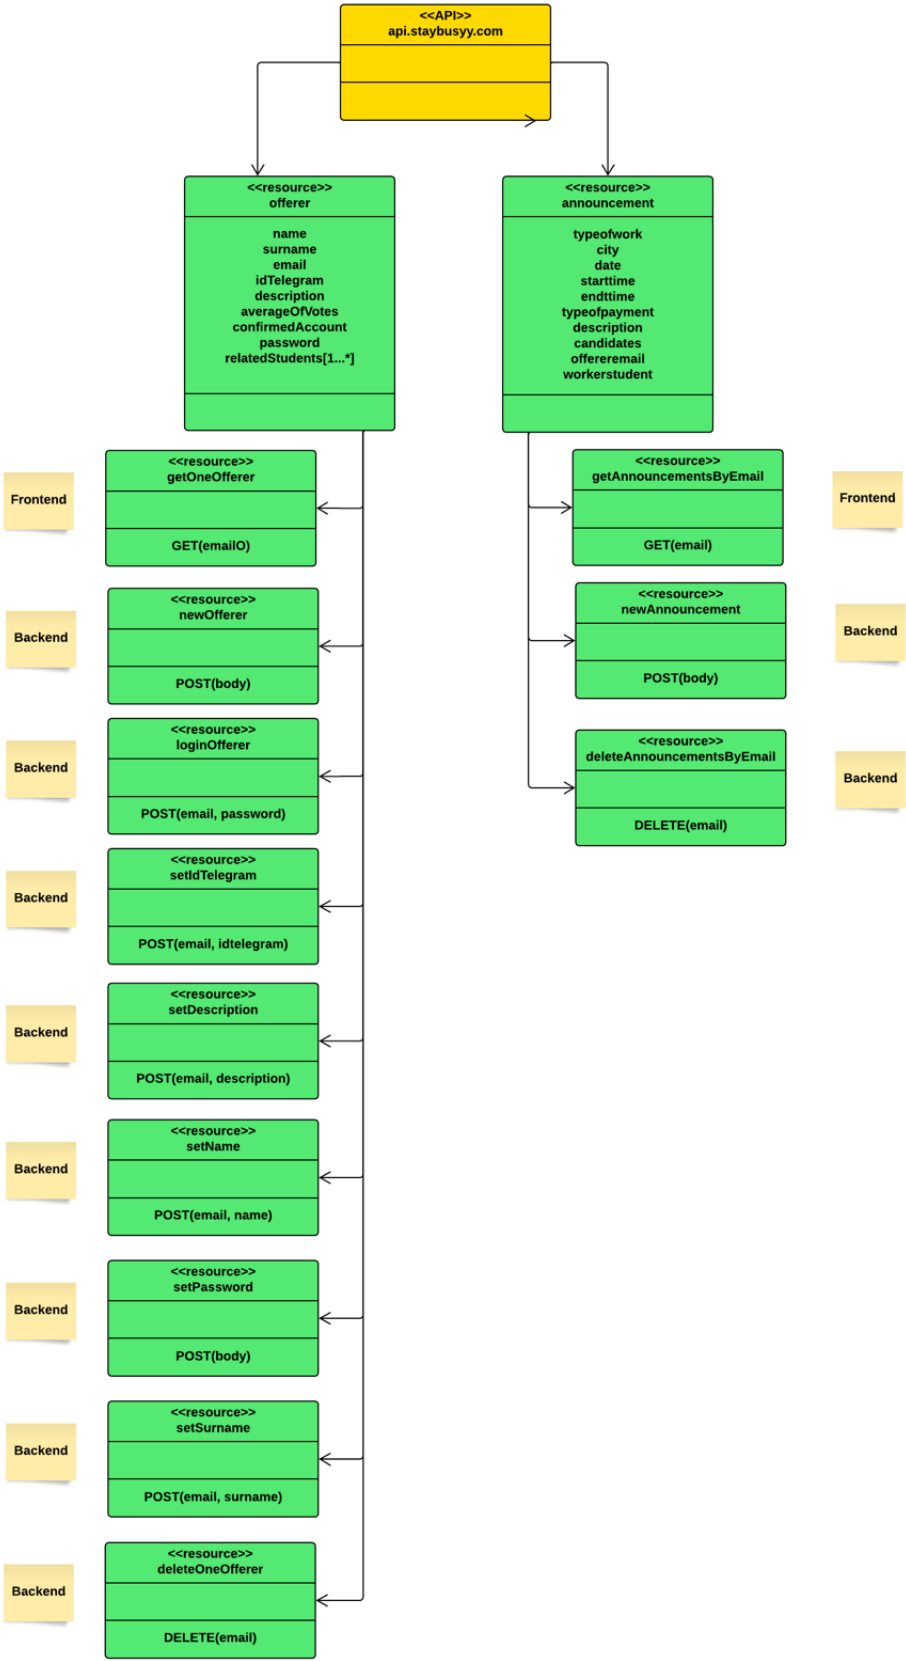 <<API>>
api.staybusyy.com
<<resource>>
offerer
name
surname
email
idTelegram
description
averageOfVotes
confirmedAccount
password
relatedStudents[1...*]
<<resource>>
announcement
typeofwork
city
date
starttime
endttime
typeofpayment
description
candidates
offereremail
workerstudent
Frontend
<<resource>>
getOneOfferer
GET(emailO)
Backend
<<resource>>
newOfferer
POST(body)
Backend
<<resource>>
loginOfferer
POST(email, password)
Backend
<<resource>>
setIdTelegram
POST(email, idtelegram)
Backend
<<resource>>
setDescription
POST(email, description)
Backend
<<resource>>
setName
POST(email, name)
Backend
<<resource>>
setPassword
POST(body)
Backend
<<resource>>
setSurname
POST(email, surname)
Backend
<<resource>>
deleteOneOfferer
DELETE(email)
<<resource>>
getAnnouncementsByEmail
GET(email)
Frontend
<<resource>>
newAnnouncement
POST(body)
Backend
<<resource>>
deleteAnnouncementsByEmail
DELETE(email)
Backend